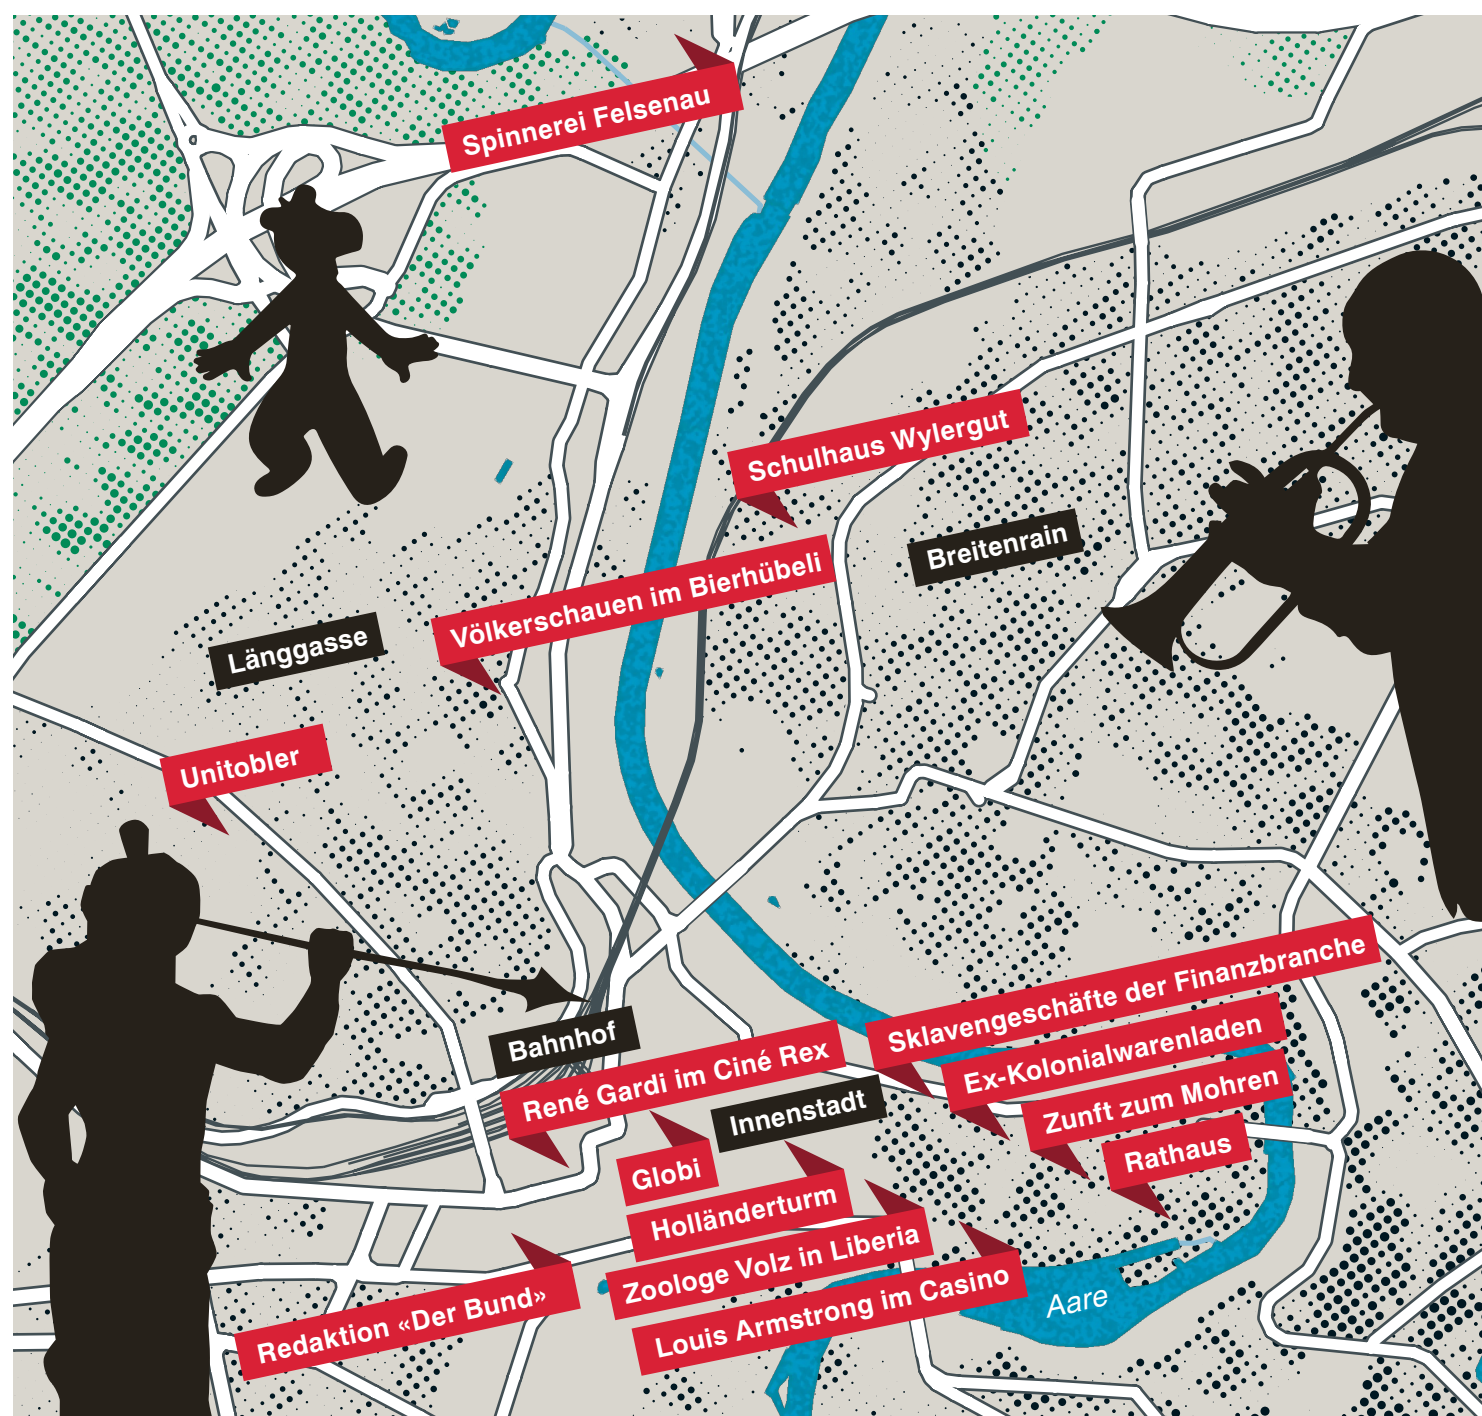 Spinnerei Felsenau
Schulhaus Wylergut
Breitenrain
Völkerschauen im Bierhübeli
Länggasse
Unitobler
Sklavengeschäfte der Finanzbranche
Bahnhof
Ex-Kolonialwarenladen
René Gardi im Ciné Rex
Innenstadt
Zunft zum Mohren
Rathaus
Globi
Holländerturm
Zoologe Volz in Liberia
Louis Armstrong im Casino
Aare
Redaktion «Der Bund»